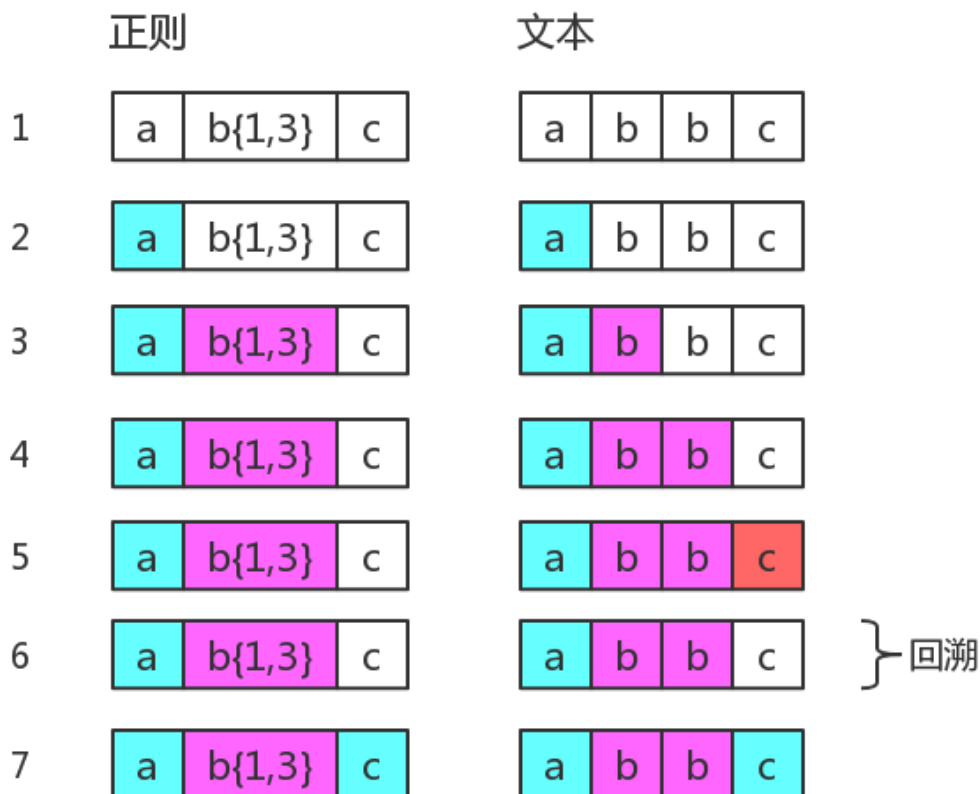 正则 文本
1 a b{1,3} c a b b c
2 a b{1,3} c a b b c
3 a b{1,3} c a b b c
4 a b{1,3} c a b b c
5 a b{1,3} c a b b c
6 a b{1,3} c a b b c 回溯
7 a b{1,3} c a b b c